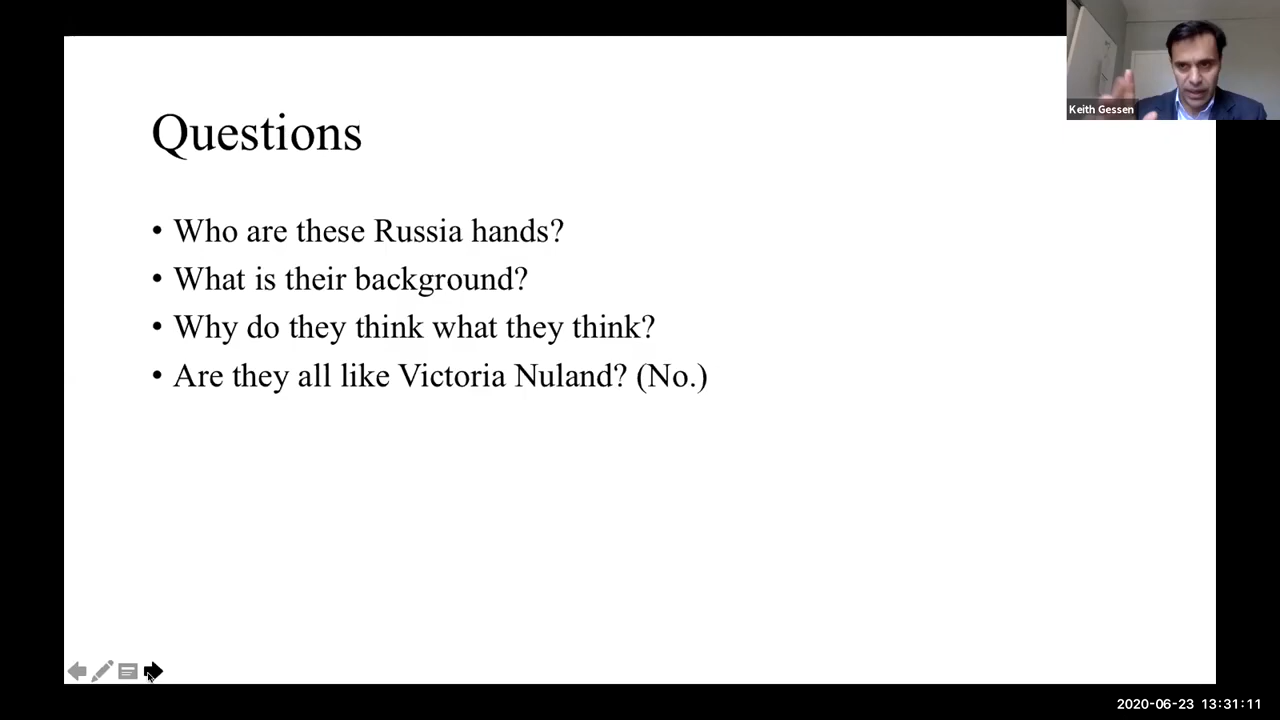 Keith Gessen
Questions
• Who are these Russia hands?
• What is their background?
• Why do they think what they think?
• Are they all like Victoria Nuland? (No.)
2020-06-23 13:31:11